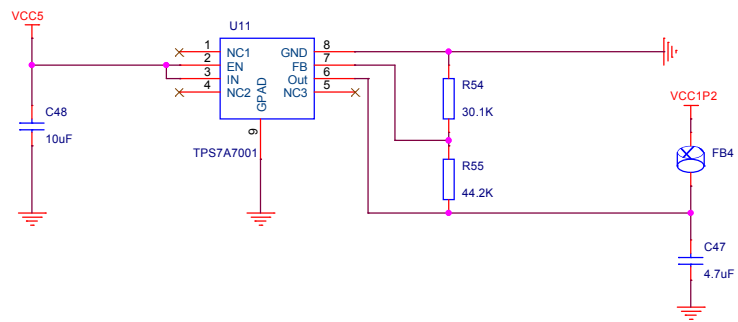 VCC5
U11
1 NC1 GND 8
2 EN FB 7
3 IN Out 6
4 NC2 NC3 5
GPAD
9
TPS7A7001
C48
10uF
R54
30.1K
R55
44.2K
VCC1P2
FB4
C47
4.7uF